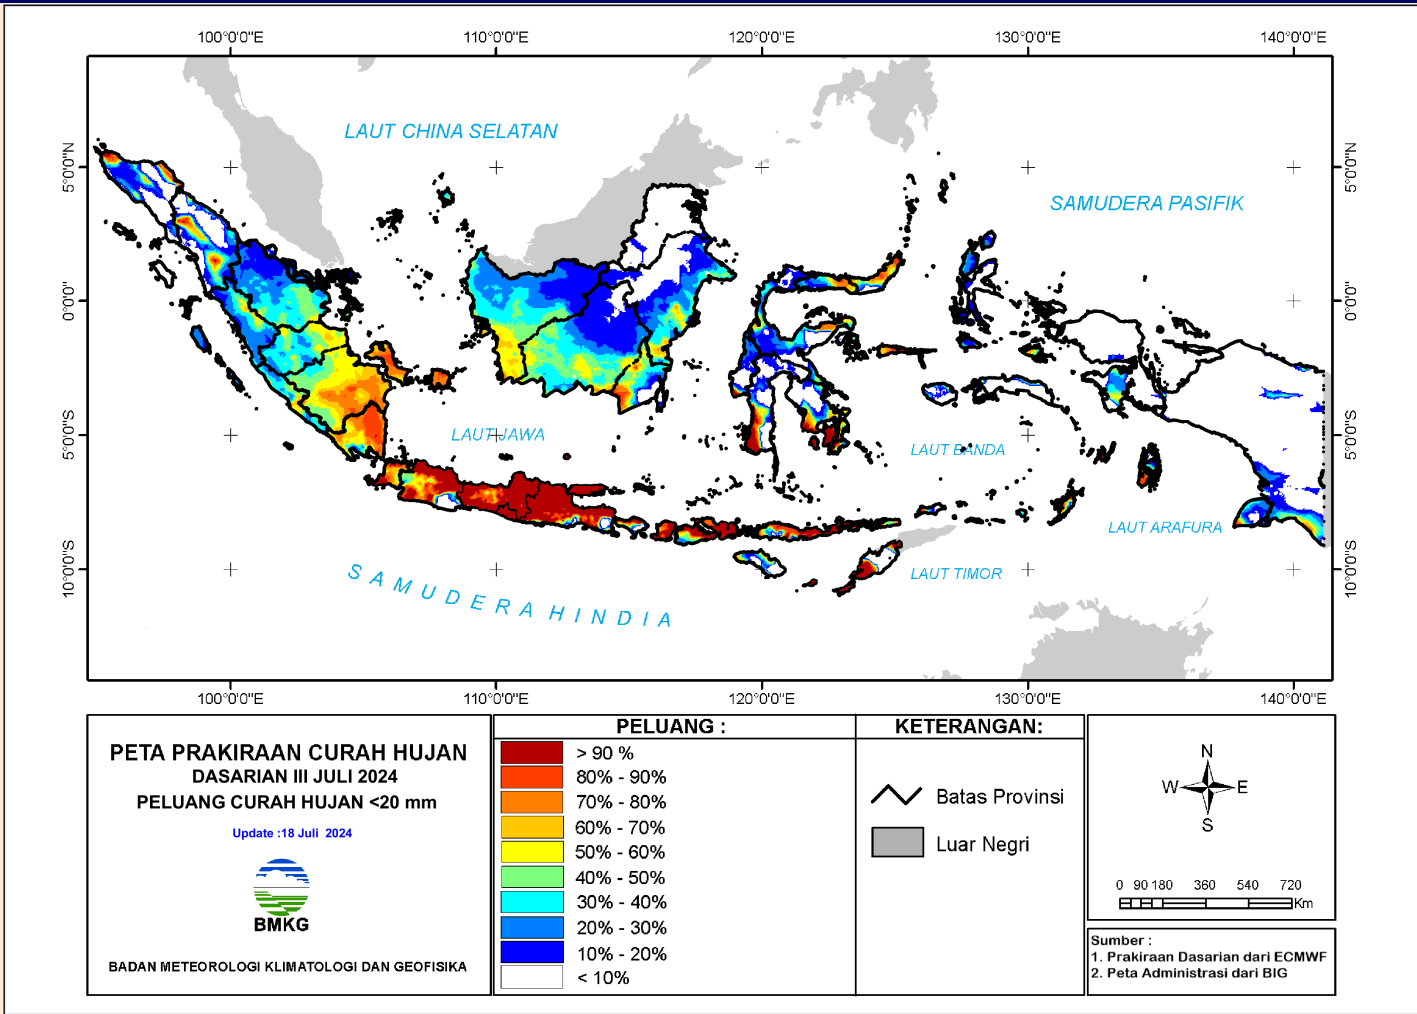 100°0'0"E 110°0'0"E 120°0'0"E 130°0'0"E 140°0'0"E
5°0'0"N
0°0'0"
5°0'0"S
10°0'0"S
LAUT CHINA SELATAN
SAMUDERA PASIFIK
LAUT JAWA
LAUT BANDA
LAUT ARAFURA
LAUT TIMOR
SAMUDERA HINDIA
5°0'0"N
0°0'0"
5°0'0"S
10°0'0"S
100°0'0"E 110°0'0"E 120°0'0"E 130°0'0"E 140°0'0"E
PETA PRAKIRAAN CURAH HUJAN
DASARIAN III JULI 2024
PELUANG CURAH HUJAN <20 mm
Update :18 Juli 2024
BMKG
BADAN METEOROLOGI KLIMATOLOGI DAN GEOFISIKA
PELUANG :
> 90 %
80% - 90%
70% - 80%
60% - 70%
50% - 60%
40% - 50%
30% - 40%
20% - 30%
10% - 20%
< 10%
KETERANGAN:
Batas Provinsi
Luar Negri
N
W E
S
0 90 180 360 540 720
Km
Sumber :
1. Prakiraan Dasarian dari ECMWF
2. Peta Administrasi dari BIG